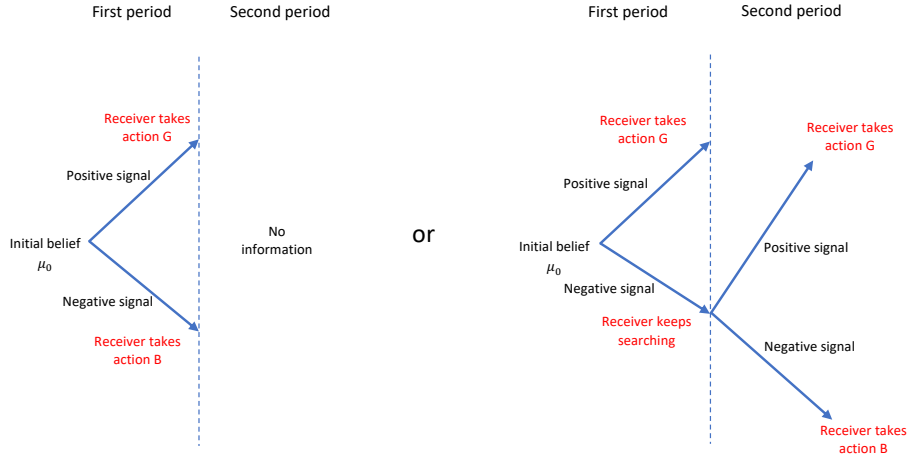 First period
Second period
Receiver takes
action G
Positive signal
Initial belief
μ₀
No
information
Negative signal
Receiver takes
action B
or
First period
Second period
Receiver takes
action G
Receiver takes
action G
Positive signal
Initial belief
μ₀
Positive signal
Negative signal
Receiver keeps
searching
Negative signal
Receiver takes
action B